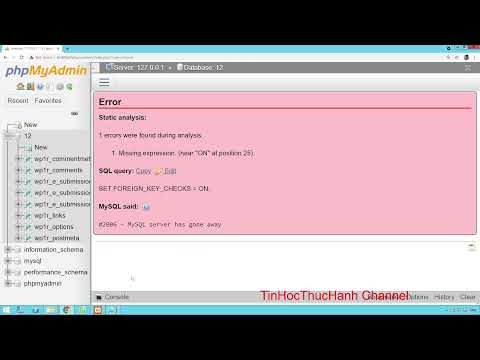 phpMyAdmin
Recent Favorites
New
12
New
wp1r_commentmet
wp1r_comments
wp1r_e_submission
wp1r_e_submission
wp1r_e_submission
wp1r_links
wp1r_options
wp1r_postmeta
information_schema
mysql
performance_schema
phpmyadmin
Server: 127.0.0.1 » Database: 12
Error
Static analysis:
1 errors were found during analysis.
1. Missing expression. (near "ON" at position 25)
SQL query: Copy Edit
SET FOREIGN_KEY_CHECKS = ON;
MySQL said:
#2006 - MySQL server has gone away
Console
Options History Clear
TinHocThucHanh Channel